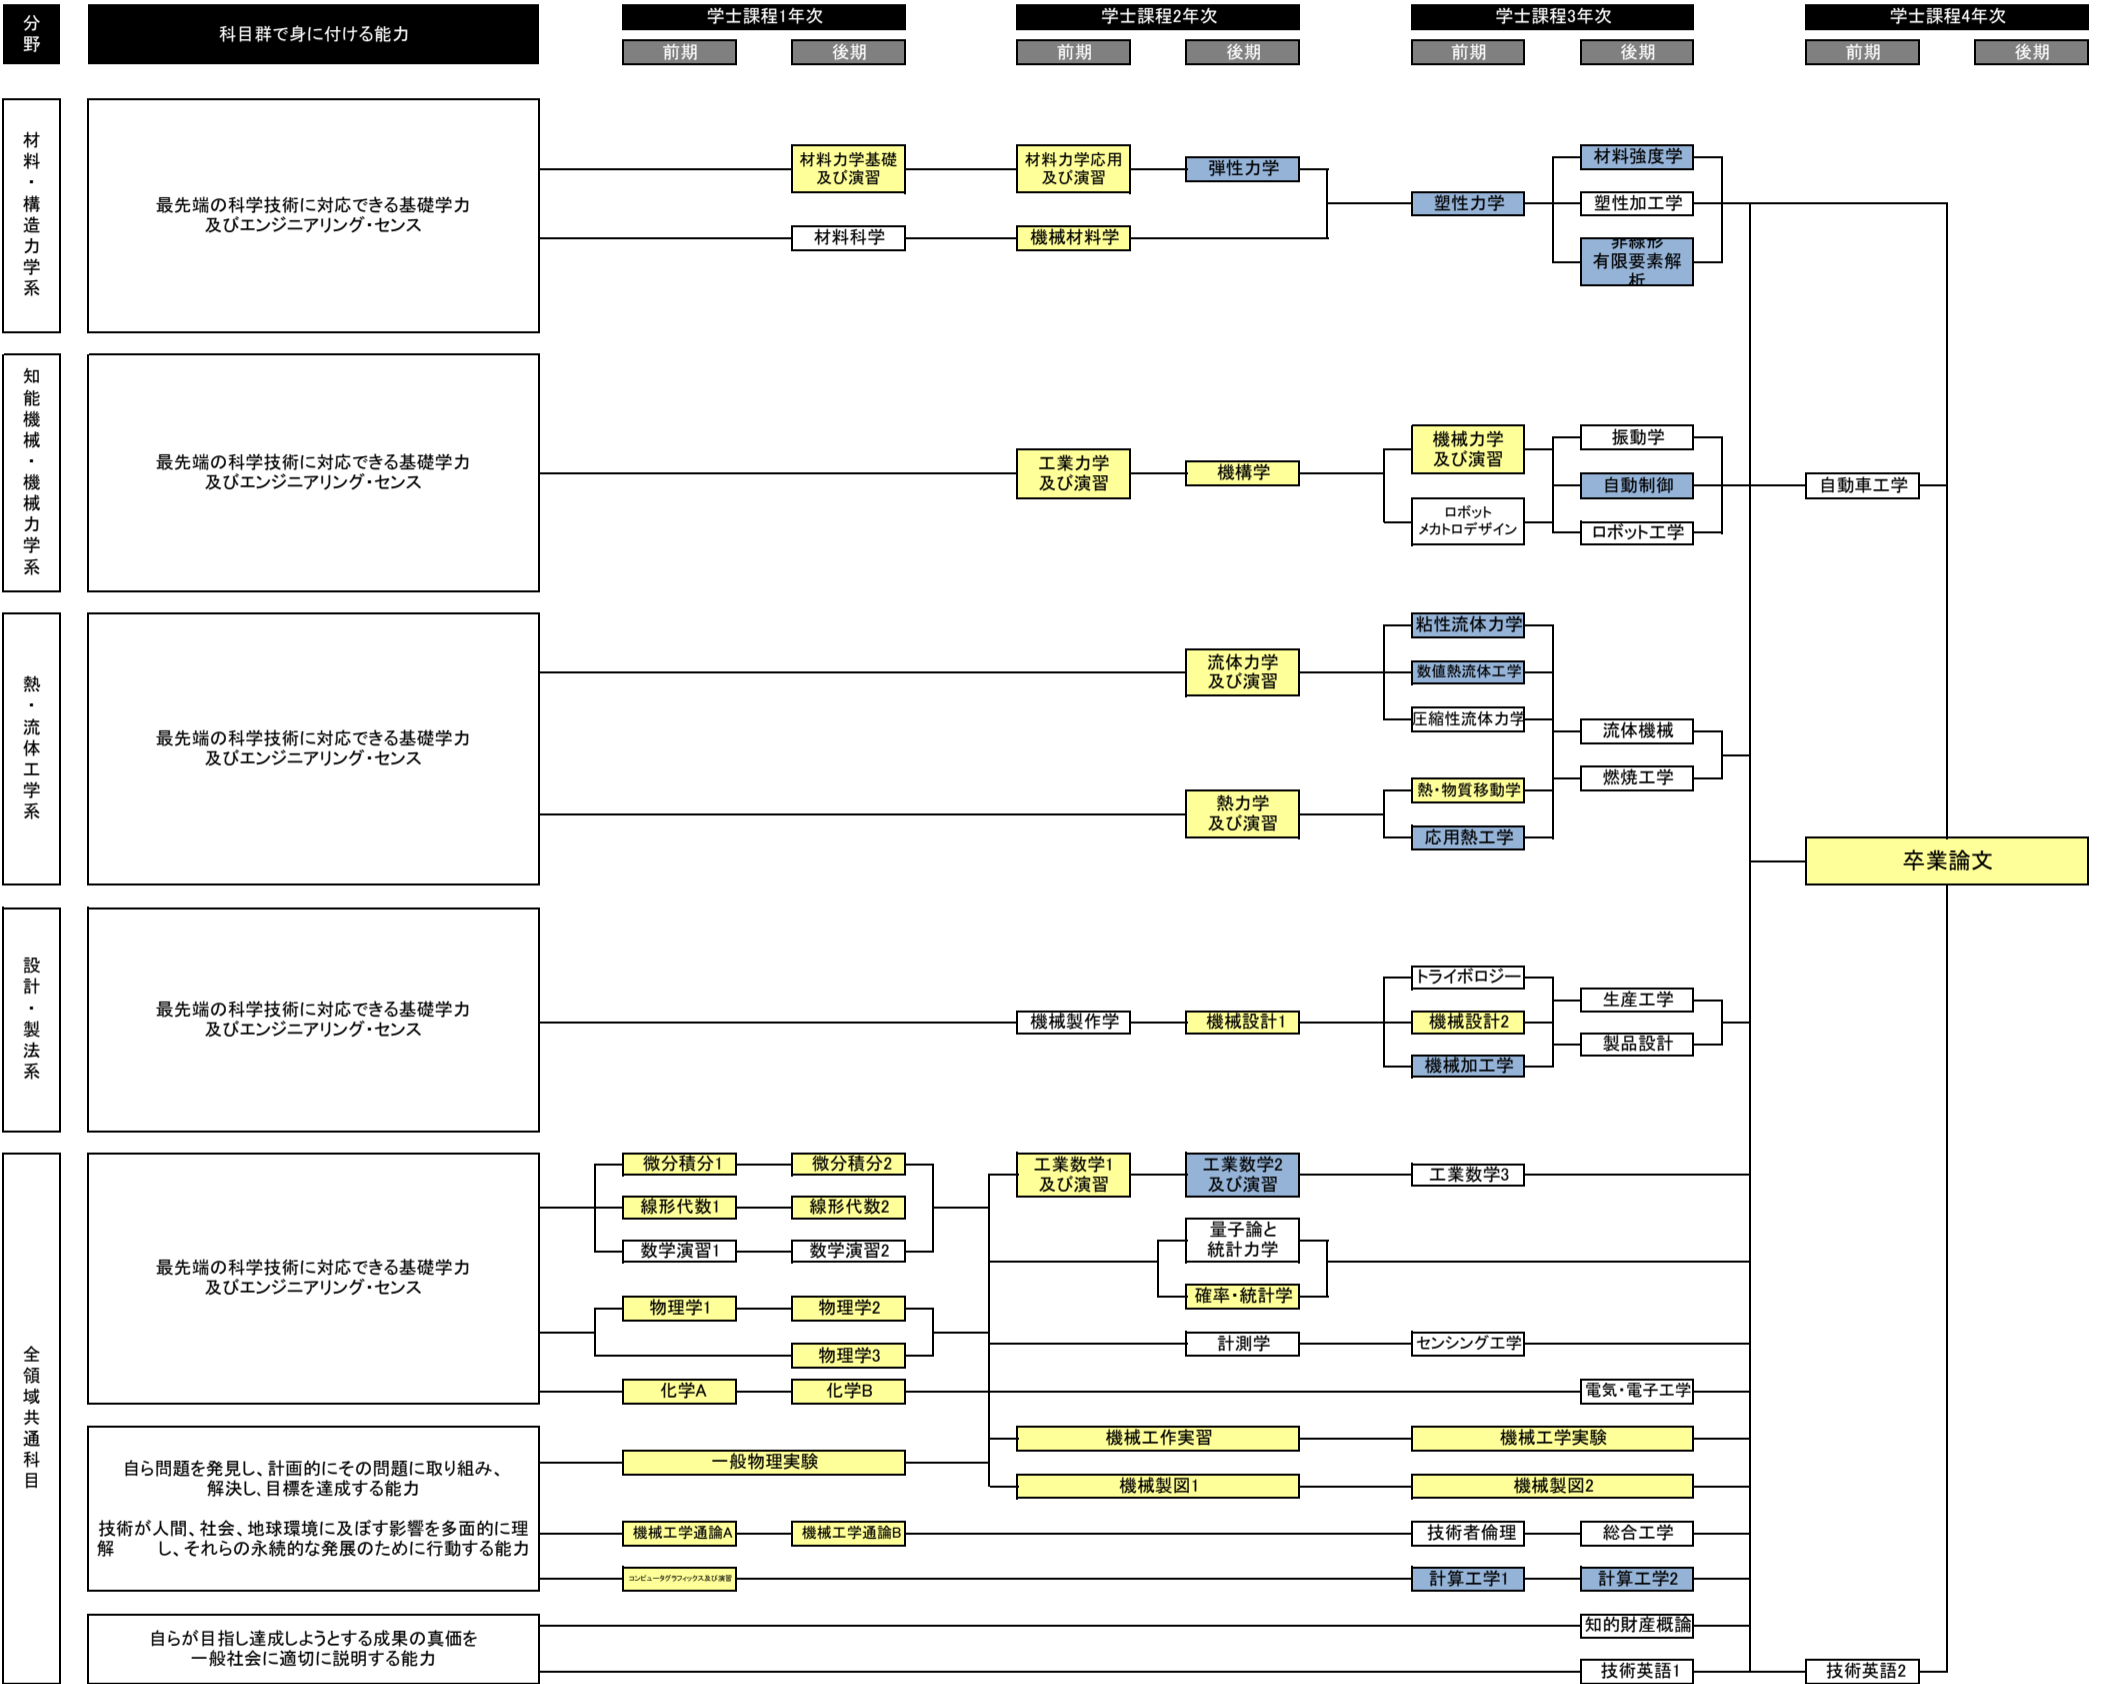 分野
科目群で身に付ける能力
学士課程1年次
学士課程2年次
学士課程3年次
学士課程4年次
前期
後期
前期
後期
前期
後期
前期
後期
材料・構造力学系
最先端の科学技術に対応できる基礎学力
及びエンジニアリング・センス
材料力学基礎
及び演習
材料力学応用
及び演習
弾性力学
材料科学
機械材料学
塑性力学
材料強度学
塑性加工学
非線形
有限要素解
析
知能機械・機械力学系
最先端の科学技術に対応できる基礎学力
及びエンジニアリング・センス
工業力学
及び演習
機構学
機械力学
及び演習
ロボット
メカトロデザイン
振動学
自動制御
ロボット工学
自動車工学
熱・流体工学系
最先端の科学技術に対応できる基礎学力
及びエンジニアリング・センス
流体力学
及び演習
熱力学
及び演習
粘性流体力学
数値熱流体工学
圧縮性流体力学
熱・物質移動学
応用熱工学
流体機械
燃焼工学
卒業論文
設計・製法系
最先端の科学技術に対応できる基礎学力
及びエンジニアリング・センス
機械製作学
機械設計1
トライボロジー
機械設計2
機械加工学
生産工学
製品設計
全領域共通科目
最先端の科学技術に対応できる基礎学力
及びエンジニアリング・センス
微分積分1
微分積分2
線形代数1
線形代数2
数学演習1
数学演習2
物理学1
物理学2
物理学3
化学A
化学B
工業数学1
及び演習
工業数学2
及び演習
工業数学3
量子論と
統計力学
確率・統計学
計測学
センシング工学
電気・電子工学
自ら問題を発見し、計画的にその問題に取り組み、
解決し、目標を達成する能力
技術が人間、社会、地球環境に及ぼす影響を多面的に理
解　　し、それらの永続的な発展のために行動する能力
一般物理実験
機械工作実習
機械工学実験
機械製図1
機械製図2
機械工学通論A
機械工学通論B
技術者倫理
総合工学
コンピュータグラフィックス及び演習
計算工学1
計算工学2
自らが目指し達成しようとする成果の真価を
一般社会に適切に説明する能力
知的財産概論
技術英語1
技術英語2